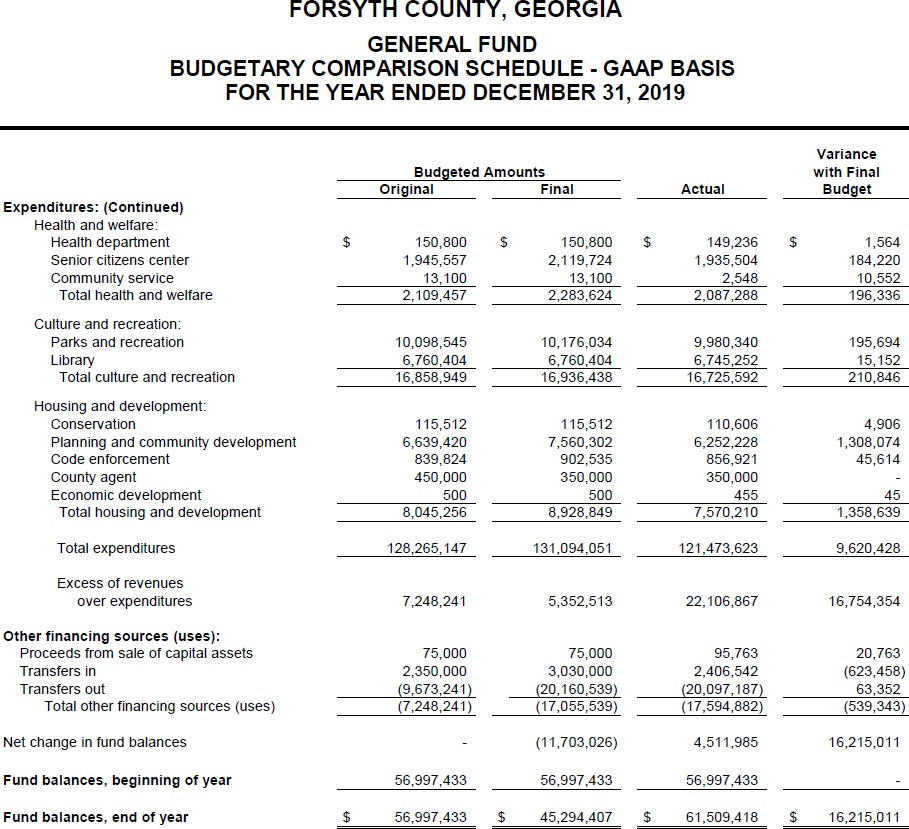 FORSYTH COUNTY, GEORGIA
GENERAL FUND
BUDGETARY COMPARISON SCHEDULE - GAAP BASIS
FOR THE YEAR ENDED DECEMBER 31, 2019
Variance
Budgeted Amounts with Final
Original Final Actual Budget
Expenditures: (Continued)
Health and welfare:
Health department $ 150,800 $ 150,800 $ 149,236 $ 1,564
Senior citizens center 1,945,557 2,119,724 1,935,504 184,220
Community service 13,100 13,100 2,548 10,552
Total health and welfare 2,109,457 2,283,624 2,087,288 196,336
Culture and recreation:
Parks and recreation 10,098,545 10,176,034 9,980,340 195,694
Library 6,760,404 6,760,404 6,745,252 15,152
Total culture and recreation 16,858,949 16,936,438 16,725,592 210,846
Housing and development:
Conservation 115,512 115,512 110,606 4,906
Planning and community development 6,639,420 7,560,302 6,252,228 1,308,074
Code enforcement 839,824 902,535 856,921 45,614
County agent 450,000 350,000 350,000 -
Economic development 500 500 455 45
Total housing and development 8,045,256 8,928,849 7,570,210 1,358,639
Total expenditures 128,265,147 131,094,051 121,473,623 9,620,428
Excess of revenues
over expenditures 7,248,241 5,352,513 22,106,867 16,754,354
Other financing sources (uses):
Proceeds from sale of capital assets 75,000 75,000 95,763 20,763
Transfers in 2,350,000 3,030,000 2,406,542 (623,458)
Transfers out (9,673,241) (20,160,539) (20,097,187) 63,352
Total other financing sources (uses) (7,248,241) (17,055,539) (17,594,882) (539,343)
Net change in fund balances - (11,703,026) 4,511,985 16,215,011
Fund balances, beginning of year 56,997,433 56,997,433 56,997,433 -
Fund balances, end of year $ 56,997,433 $ 45,294,407 $ 61,509,418 $ 16,215,011